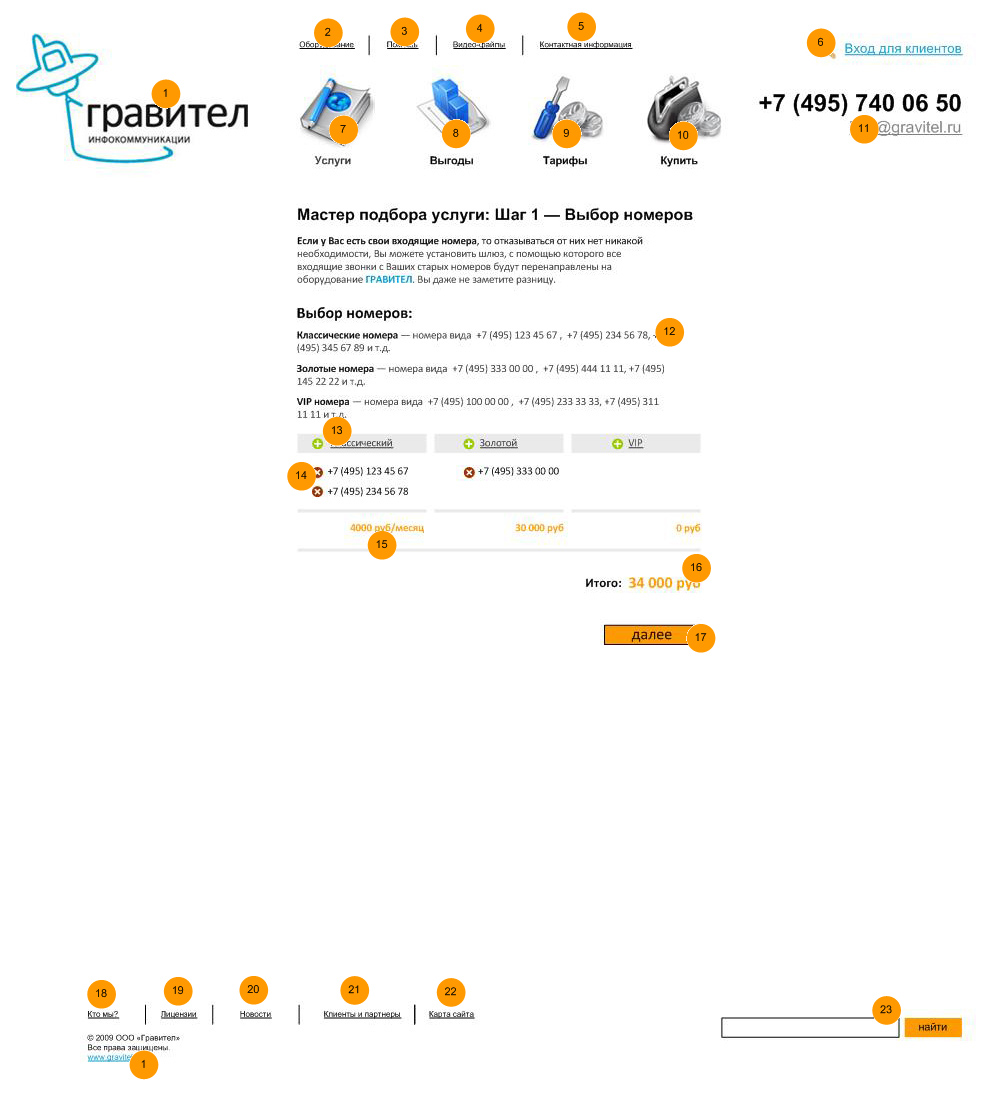 2
3
4
5
6
Оборудование
Помощь
Видео-файлы
Контактная информация
Вход для клиентов
1
гравител
ИНФОКОММУНИКАЦИИ
7
8
9
10
Услуги
Выгоды
Тарифы
Купить
+7 (495) 740 06 50
11
@gravitel.ru
Мастер подбора услуги: Шаг 1 — Выбор номеров
Если у Вас есть свои входящие номера, то отказываться от них нет никакой
необходимости, Вы можете установить шлюз, с помощью которого все
входящие звонки с Ваших старых номеров будут перенаправлены на
оборудование ГРАВИТЕЛ. Вы даже не заметите разницу.
Выбор номеров:
12
Классические номера — номера вида +7 (495) 123 45 67 , +7 (495) 234 56 78,
(495) 345 67 89 и т.д.
Золотые номера — номера вида +7 (495) 333 00 00 , +7 (495) 444 11 11, +7 (495)
145 22 22 и т.д.
VIP номера — номера вида +7 (495) 100 00 00 , +7 (495) 233 33 33, +7 (495) 311
11 11 и т.д.
13
Классический
Золотой
VIP
14
+7 (495) 123 45 67
+7 (495) 333 00 00
+7 (495) 234 56 78
4000 руб/месяц
30 000 руб
0 руб
15
16
Итого: 34 000 руб
далее
17
18
19
20
21
22
Кто мы?
Лицензии
Новости
Клиенты и партнеры
Карта сайта
23
найти
© 2009 ООО «Гравител»
Все права защищены.
www.gravite
1